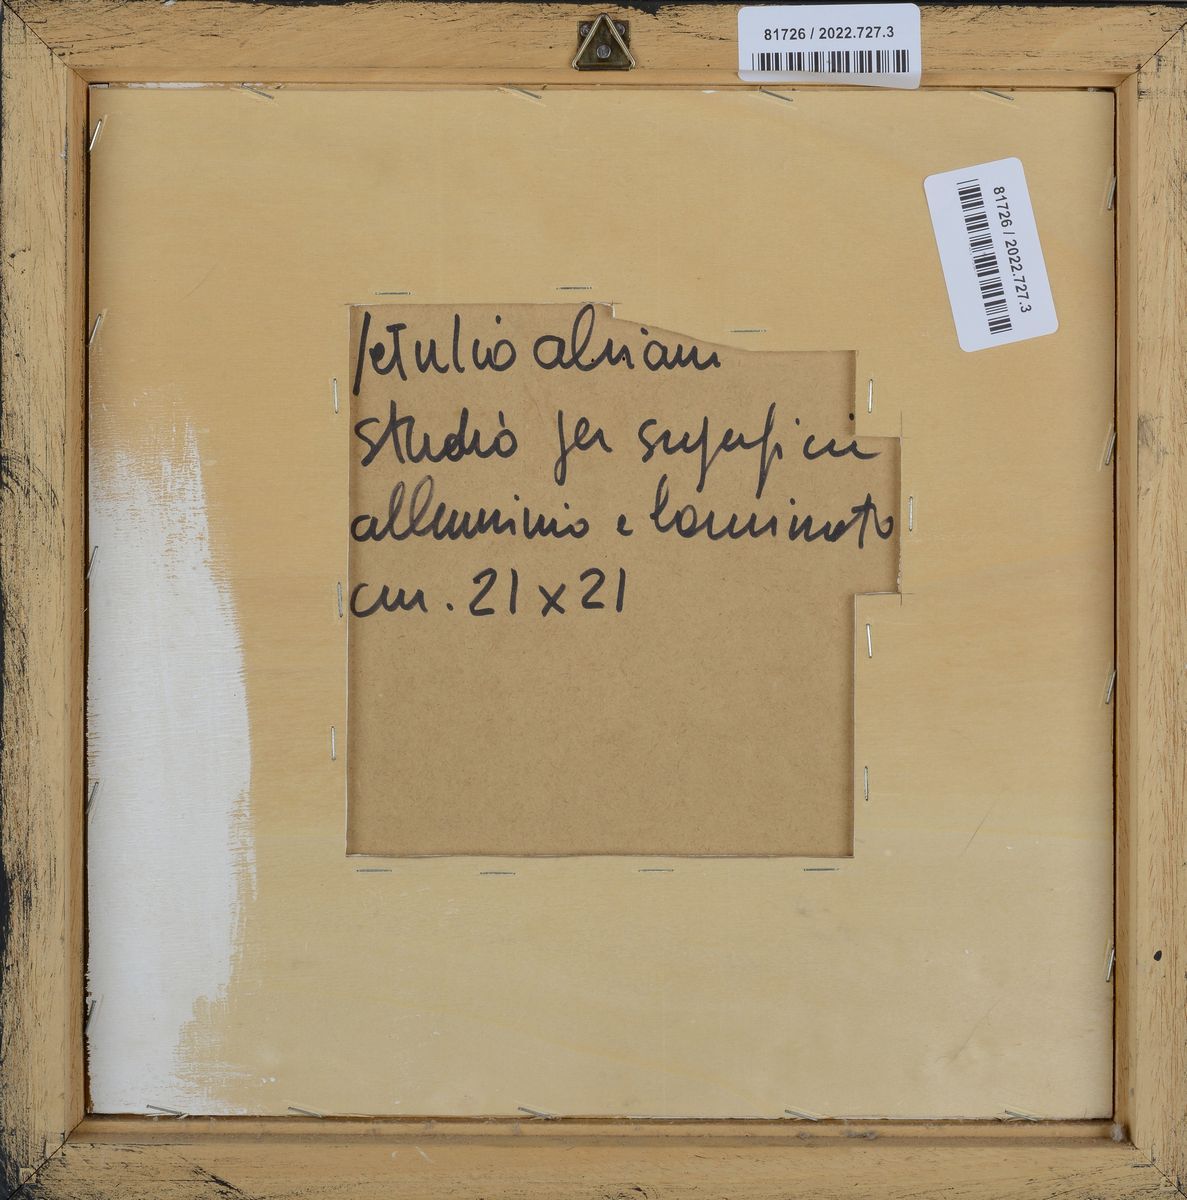 81726 / 2022.727.3
81726 / 2022.727.3
getulio alviani
studio per superfici
alluminio e laminato
cm. 21 x 21